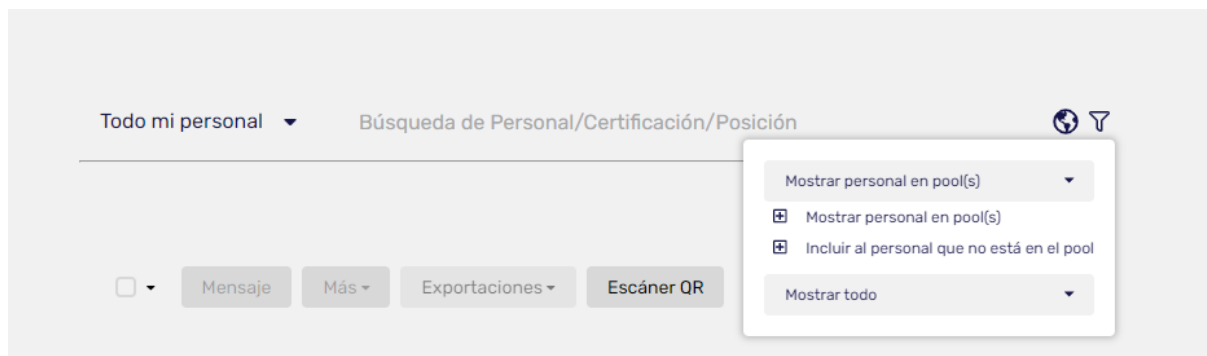 Todo mi personal
Búsqueda de Personal/Certificación/Posición
Mostrar personal en pool(s)
Mostrar personal en pool(s)
Incluir al personal que no está en el pool
Mostrar todo
Mensaje
Más
Exportaciones
Escáner QR